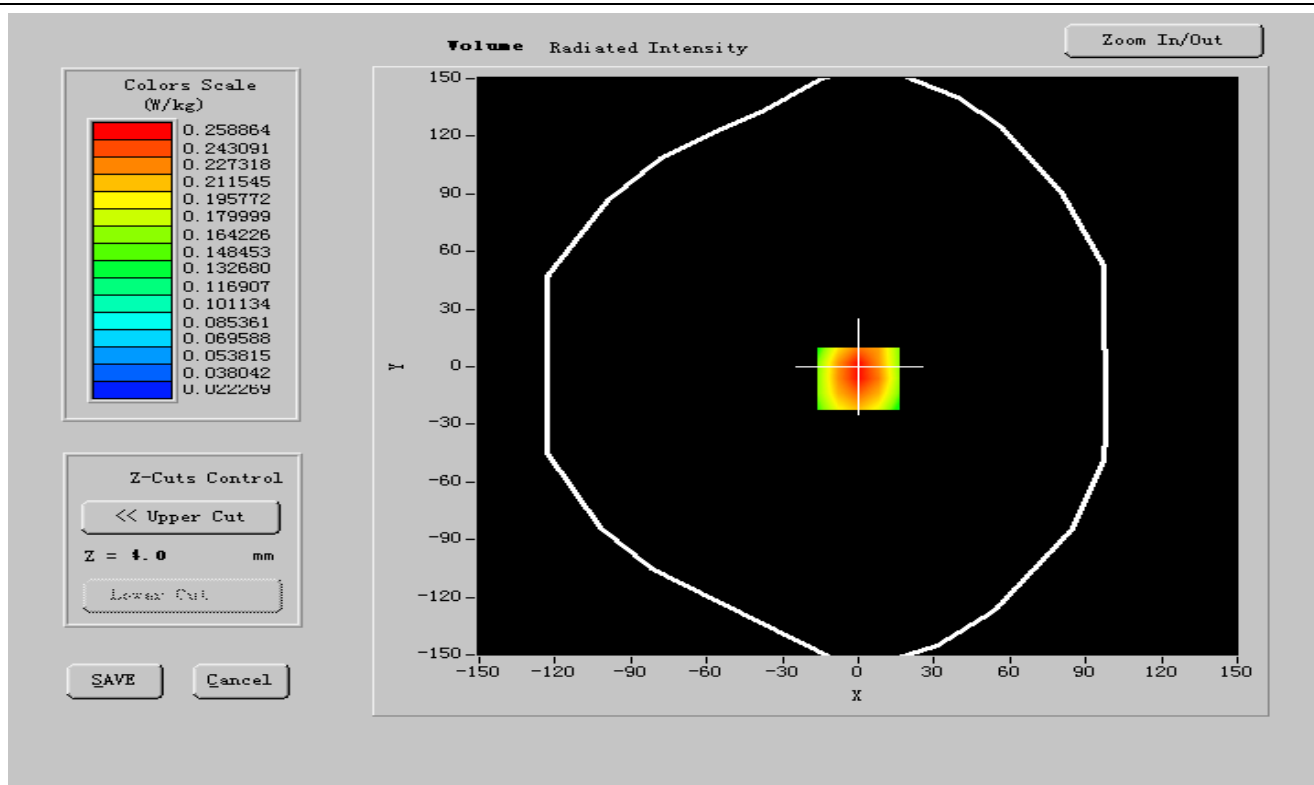 Volume Radiated Intensity
Zoom In/Out
Colors Scale
(W/kg)
0.258864
0.243091
0.227318
0.211545
0.195772
0.179999
0.164226
0.148453
0.132680
0.116907
0.101134
0.085361
0.069588
0.053815
0.038042
0.022269
Z-Cuts Control
<< Upper Cut
Z = 4.0 mm
Lower Cut
SAVE
Cancel
150
120
90
60
30
0
-30
-60
-90
-120
-150
Y
-150 -120 -90 -60 -30 0 30 60 90 120 150
X